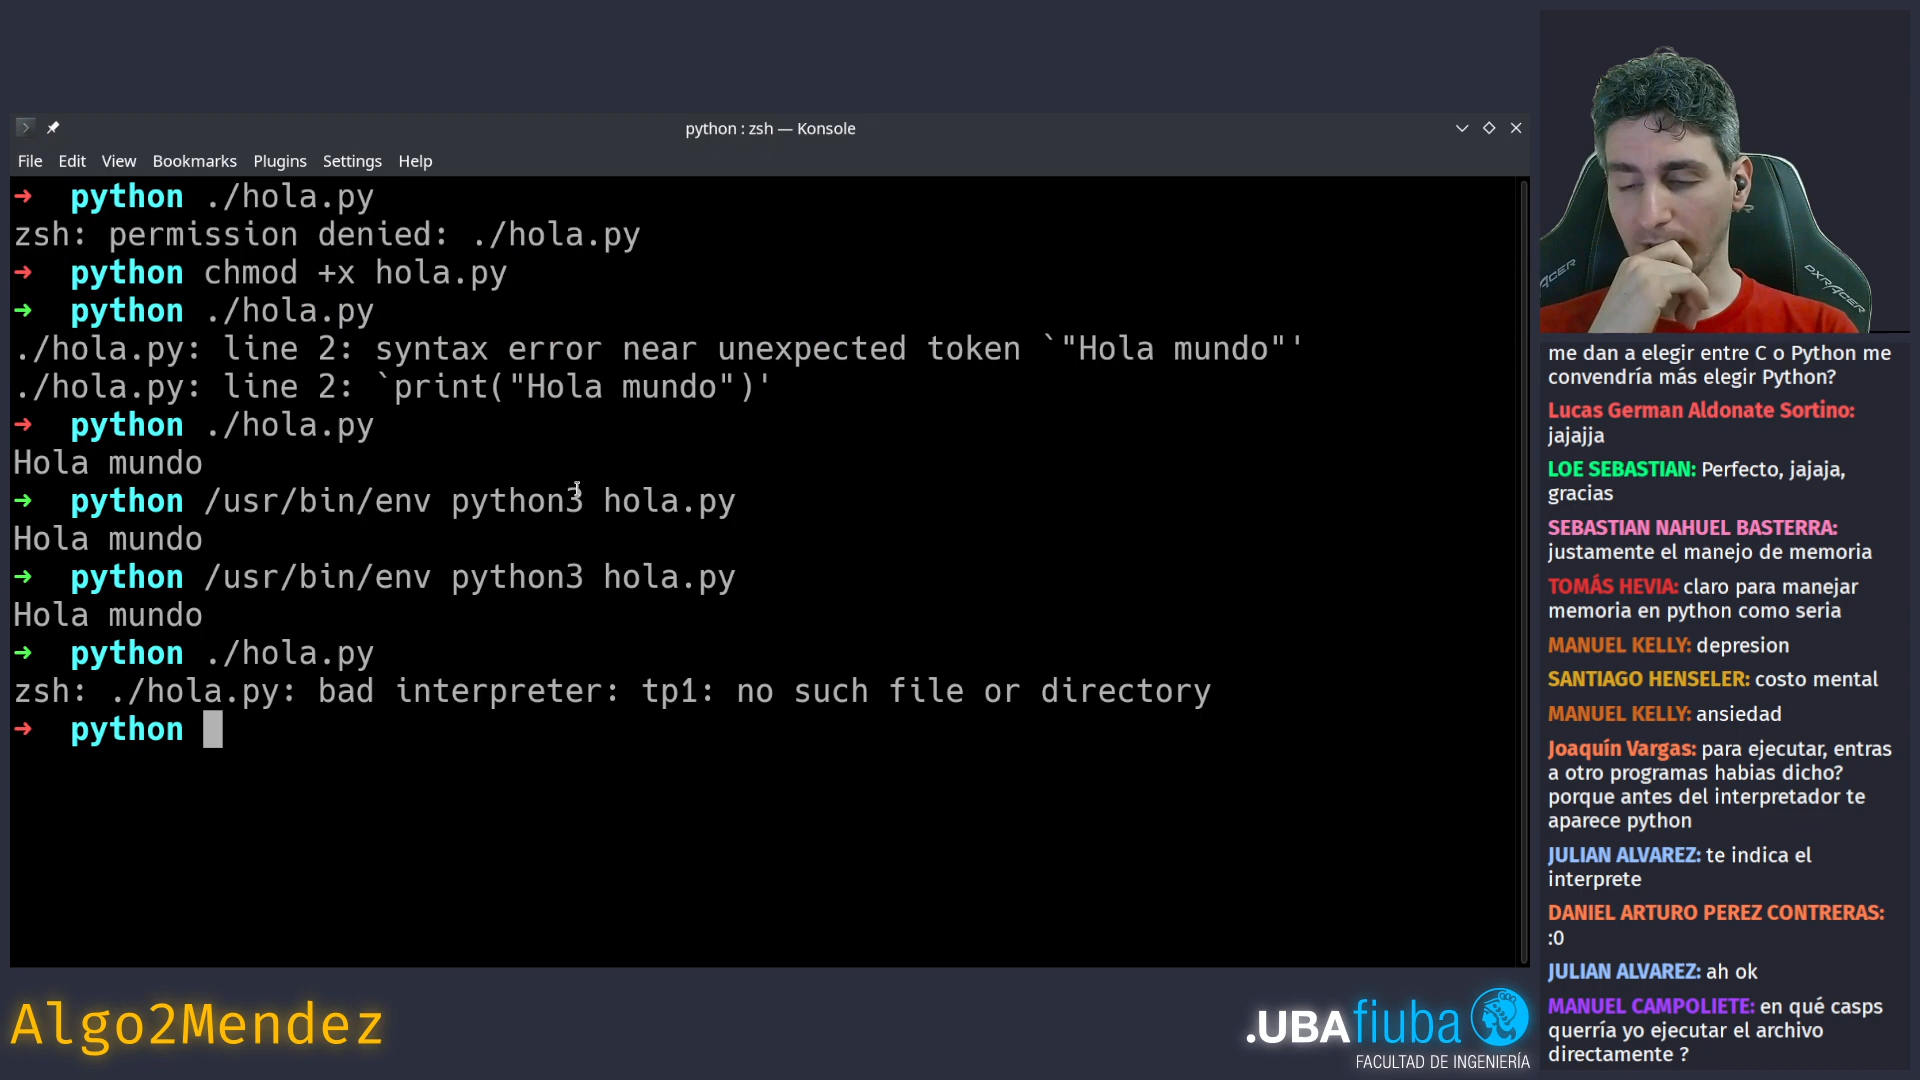 python : zsh — Konsole
File Edit View Bookmarks Plugins Settings Help
➜ python ./hola.py
zsh: permission denied: ./hola.py
➜ python chmod +x hola.py
➜ python ./hola.py
./hola.py: line 2: syntax error near unexpected token `"Hola mundo"'
./hola.py: line 2: `print("Hola mundo")'
➜ python ./hola.py
Hola mundo
➜ python /usr/bin/env python3 hola.py
Hola mundo
➜ python /usr/bin/env python3 hola.py
Hola mundo
➜ python ./hola.py
zsh: ./hola.py: bad interpreter: tp1: no such file or directory
➜ python
DXRACER
me dan a elegir entre C o Python me
convendría más elegir Python?
Lucas German Aldonate Sortino:
jajajja
LOE SEBASTIAN: Perfecto, jajaja,
gracias
SEBASTIAN NAHUEL BASTERRA:
justamente el manejo de memoria
TOMÁS HEVIA: claro para manejar
memoria en python como seria
MANUEL KELLY: depresion
SANTIAGO HENSELER: costo mental
MANUEL KELLY: ansiedad
Joaquín Vargas: para ejecutar, entras
a otro programas habias dicho?
porque antes del interpretador te
aparece python
JULIAN ALVAREZ: te indica el
interprete
DANIEL ARTURO PEREZ CONTRERAS:
:0
JULIAN ALVAREZ: ah ok
MANUEL CAMPOLIETE: en qué casps
querría yo ejecutar el archivo
directamente ?
Algo2Mendez
.UBAfiuba
FACULTAD DE INGENIERÍA